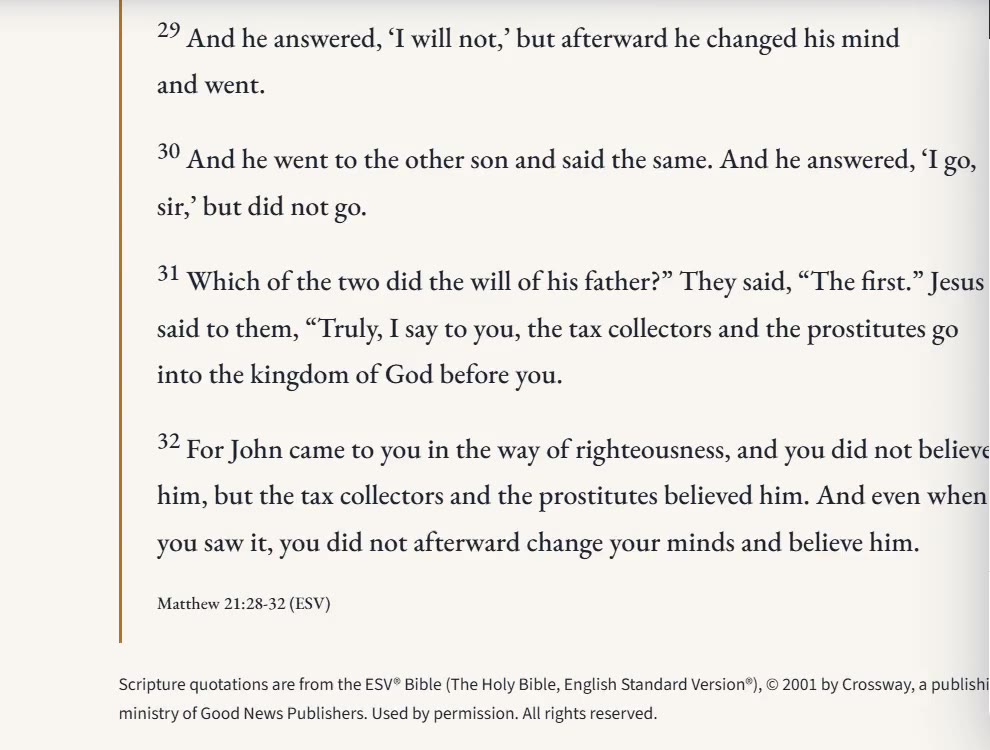 29 And he answered, ‘I will not,’ but afterward he changed his mind
and went.
30 And he went to the other son and said the same. And he answered, ‘I go,
sir,’ but did not go.
31 Which of the two did the will of his father?” They said, “The first.” Jesus
said to them, “Truly, I say to you, the tax collectors and the prostitutes go
into the kingdom of God before you.
32 For John came to you in the way of righteousness, and you did not believe
him, but the tax collectors and the prostitutes believed him. And even when
you saw it, you did not afterward change your minds and believe him.
Matthew 21:28-32 (ESV)
Scripture quotations are from the ESV® Bible (The Holy Bible, English Standard Version®), © 2001 by Crossway, a publishi
ministry of Good News Publishers. Used by permission. All rights reserved.